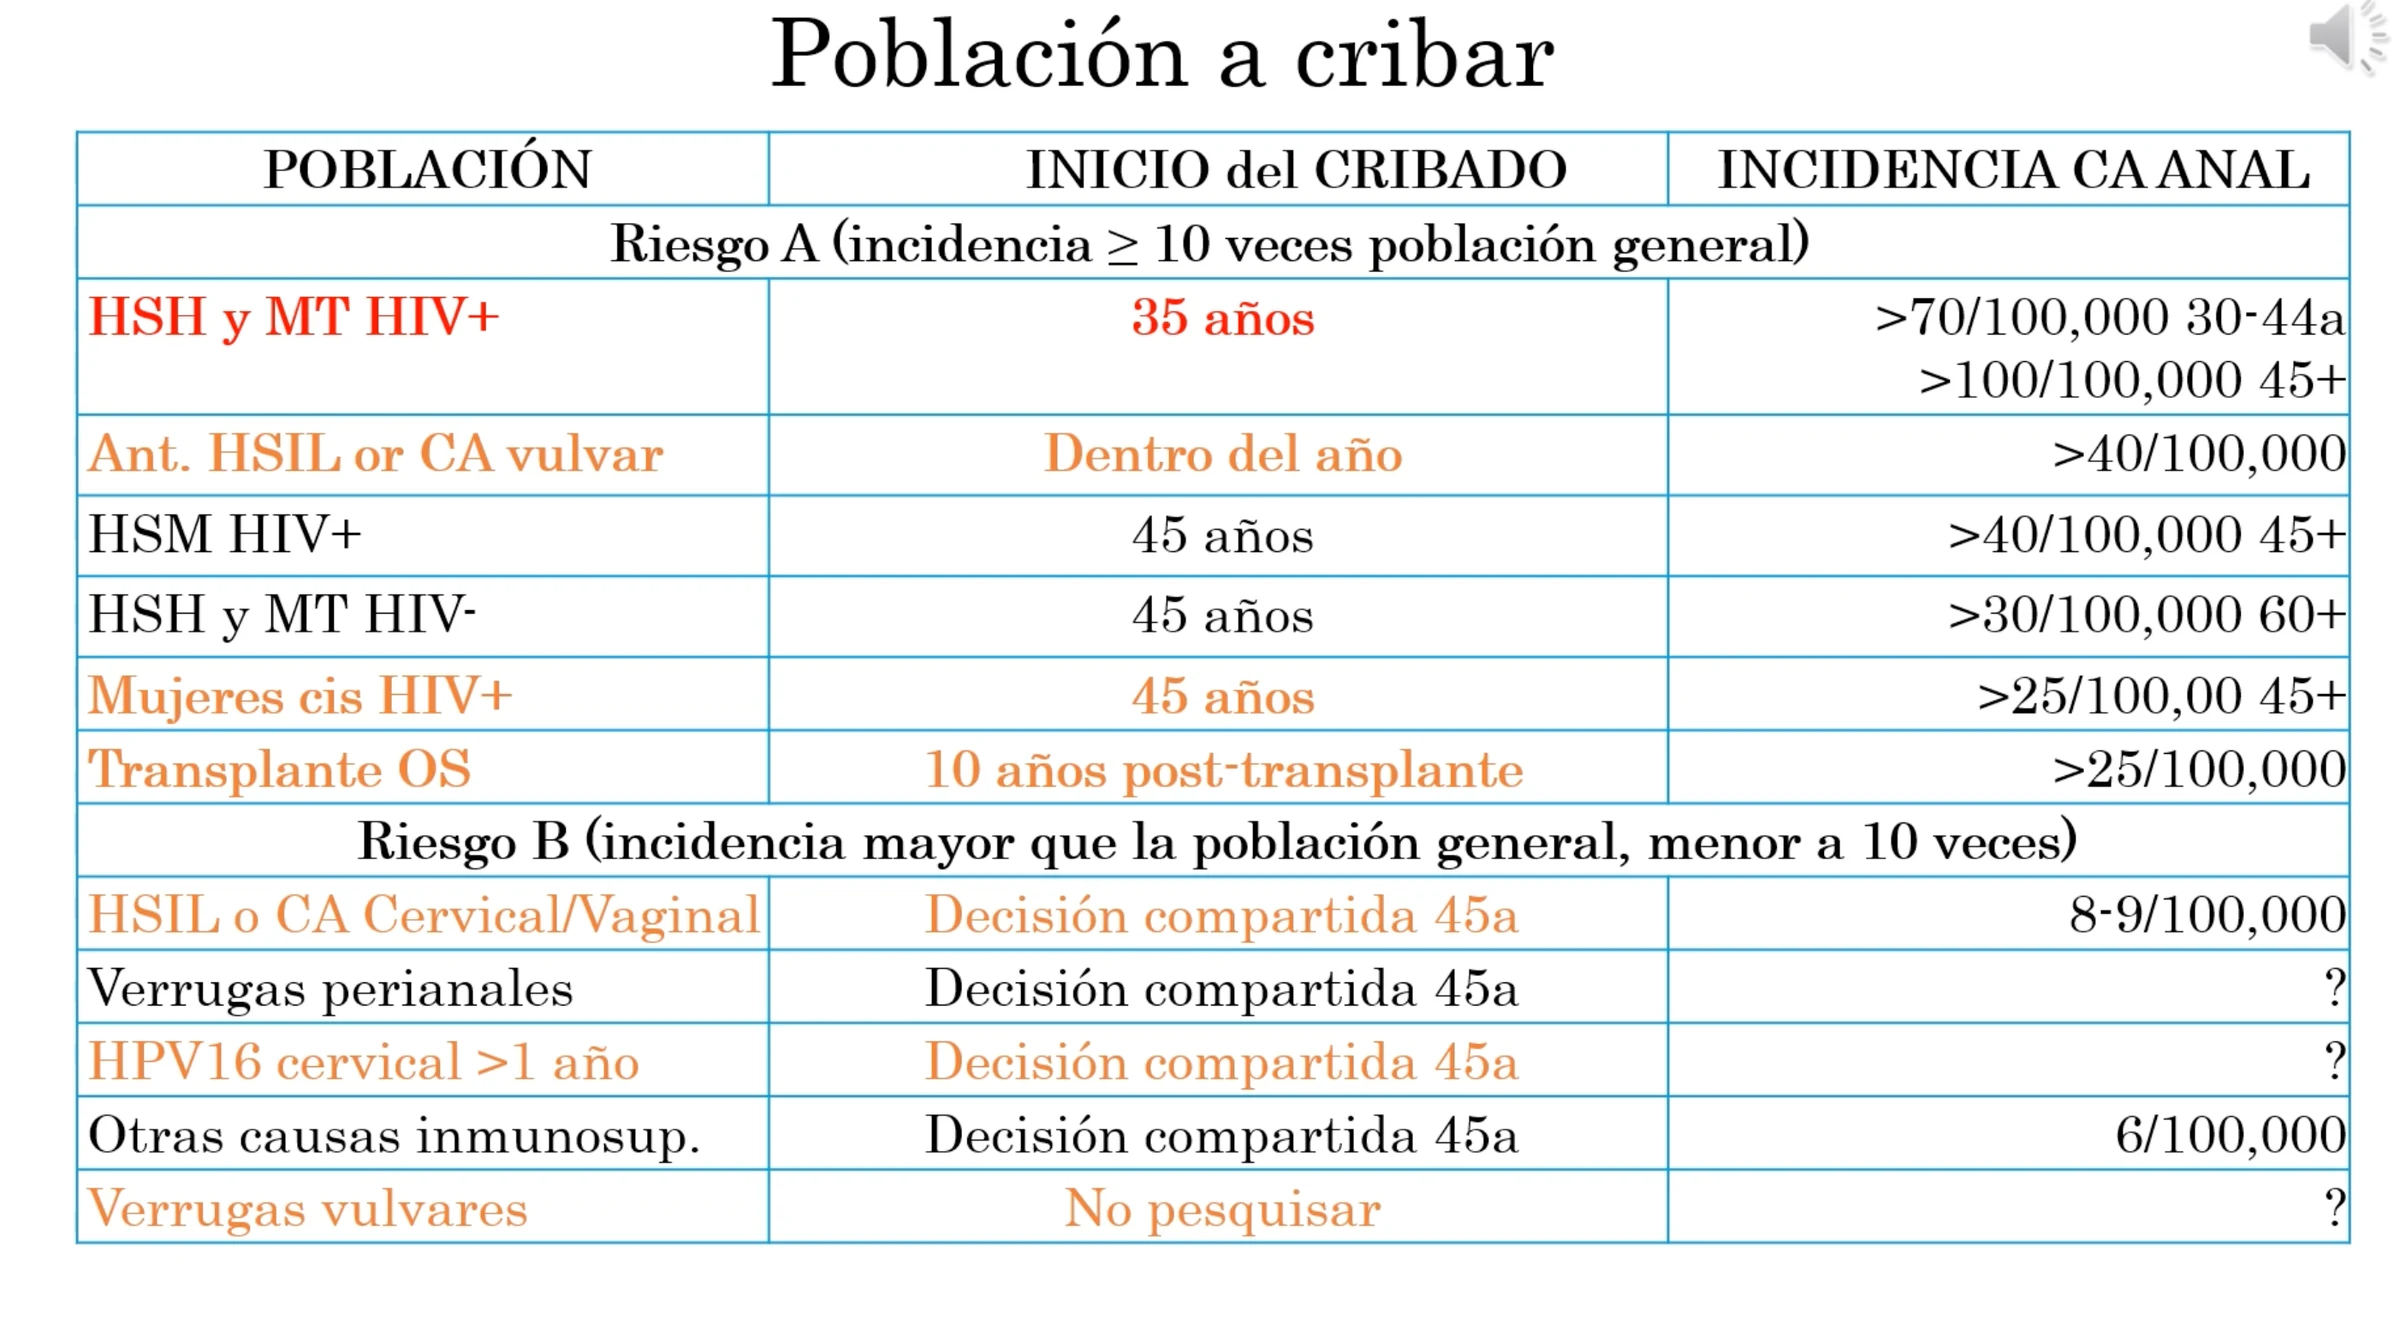 Población a cribar
POBLACIÓN INICIO del CRIBADO INCIDENCIA CA ANAL
Riesgo A (incidencia ≥ 10 veces población general)
HSH y MT HIV+ 35 años >70/100,000 30-44a
>100/100,000 45+
Ant. HSIL or CA vulvar Dentro del año >40/100,000
HSM HIV+ 45 años >40/100,000 45+
HSH y MT HIV- 45 años >30/100,000 60+
Mujeres cis HIV+ 45 años >25/100,00 45+
Transplante OS 10 años post-transplante >25/100,000
Riesgo B (incidencia mayor que la población general, menor a 10 veces)
HSIL o CA Cervical/Vaginal Decisión compartida 45a 8-9/100,000
Verrugas perianales Decisión compartida 45a ?
HPV16 cervical >1 año Decisión compartida 45a ?
Otras causas inmunosup. Decisión compartida 45a 6/100,000
Verrugas vulvares No pesquisar ?